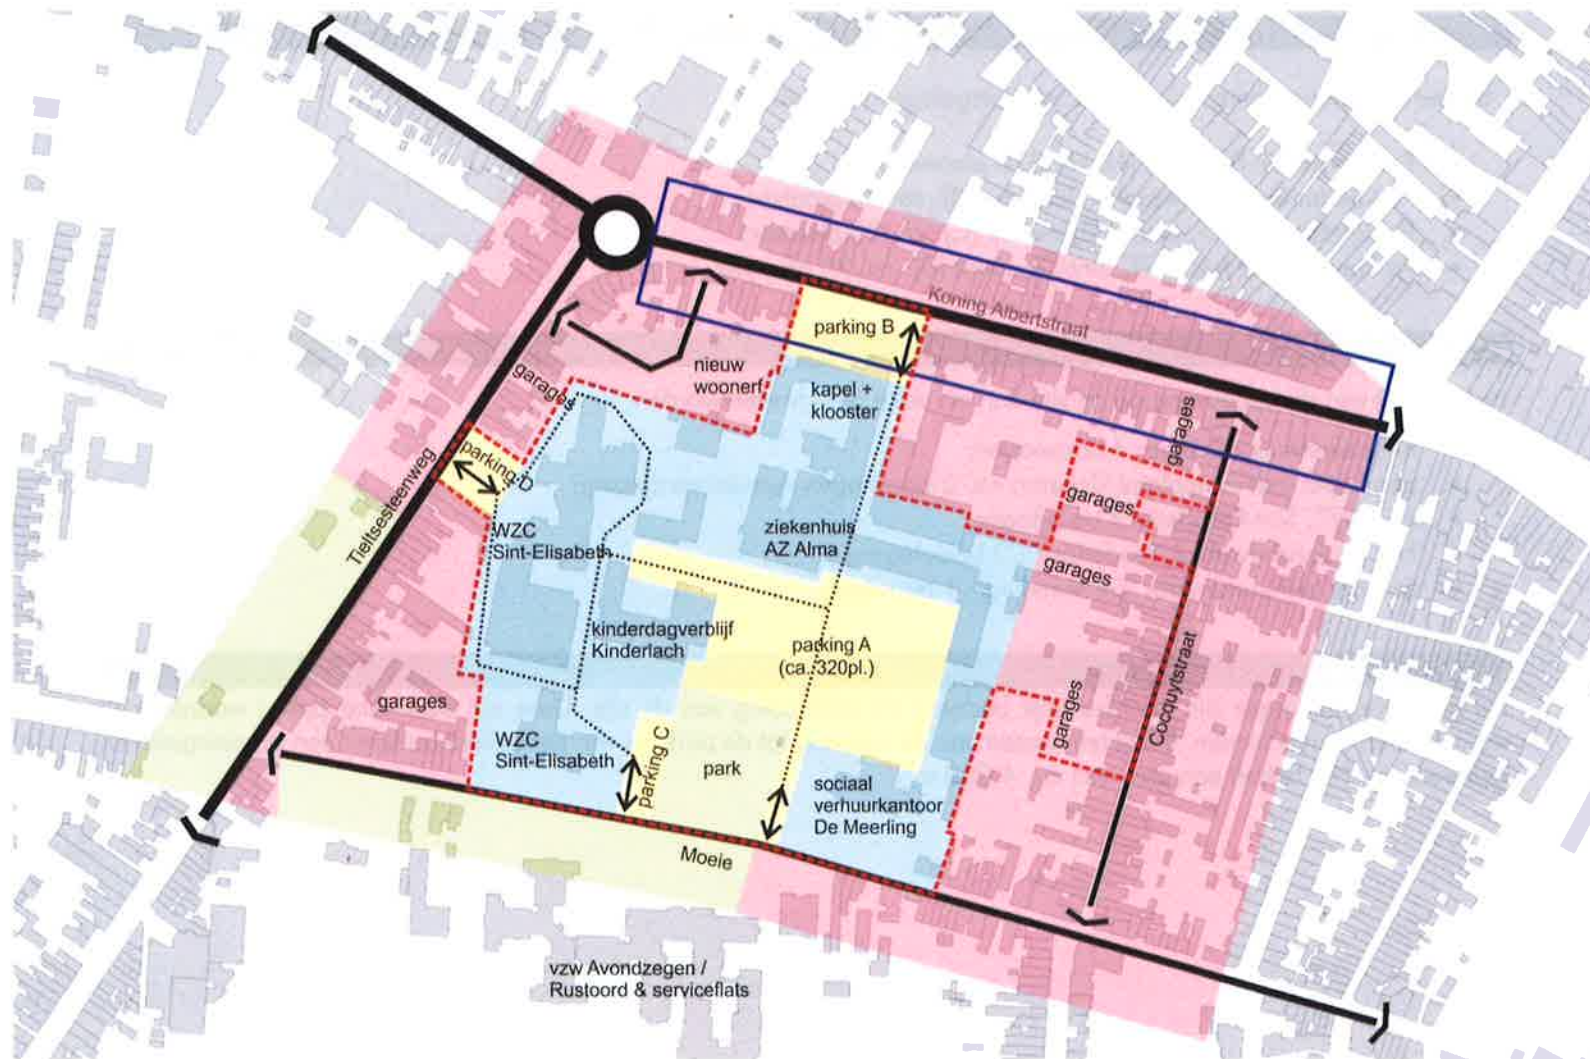 Koning Albertstraat
parking B
nieuw
woonerf
kapel +
klooster
garages
garages
parking D
garages
Tieltsesteenweg
WZC
Sint-Elisabeth
ziekenhuis
AZ Alma
garages
kinderdagverblijf
Kinderlach
parking A
(ca. 320pl.)
Cocquytstraat
garages
garages
WZC
Sint-Elisabeth
parking C
park
sociaal
verhuurkantoor
De Meerling
Moeie
vzw Avondzegen /
Rustoord & serviceflats